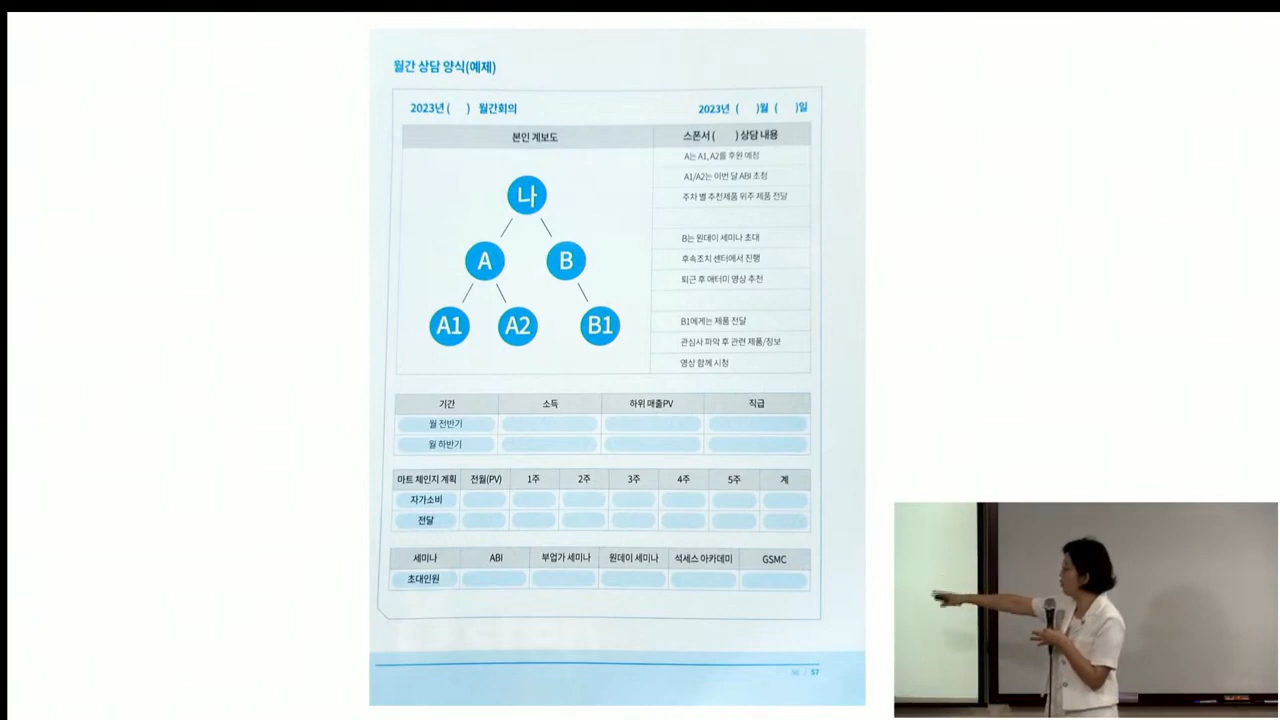 월간 상담 양식(예제)
2023년 (    )  월간회의
2023년  (    )월 (    )일
본인 계보도
스폰서 (      ) 상담 내용
나
A
B
A1
A2
B1
A는 A1, A2를 후원 예정
A1/A2는 이번 달 ABI 초청
주차 별 추천제품 위주 제품 전달
B는 원데이 세미나 초대
후속조치 센터에서 진행
퇴근 후 애터미 영상 추천
B1에게는 제품 전달
관심사 파악 후 관련 제품/정보
영상 함께 시청
기간 소득 하위 매출PV 직급
월 전반기
월 하반기
마트 체인지 계획 전월(PV) 1주 2주 3주 4주 5주 계
자가소비
전달
세미나 ABI 부업가 세미나 원데이 세미나 석세스 아카데미 GSMC
초대인원
56 / 57